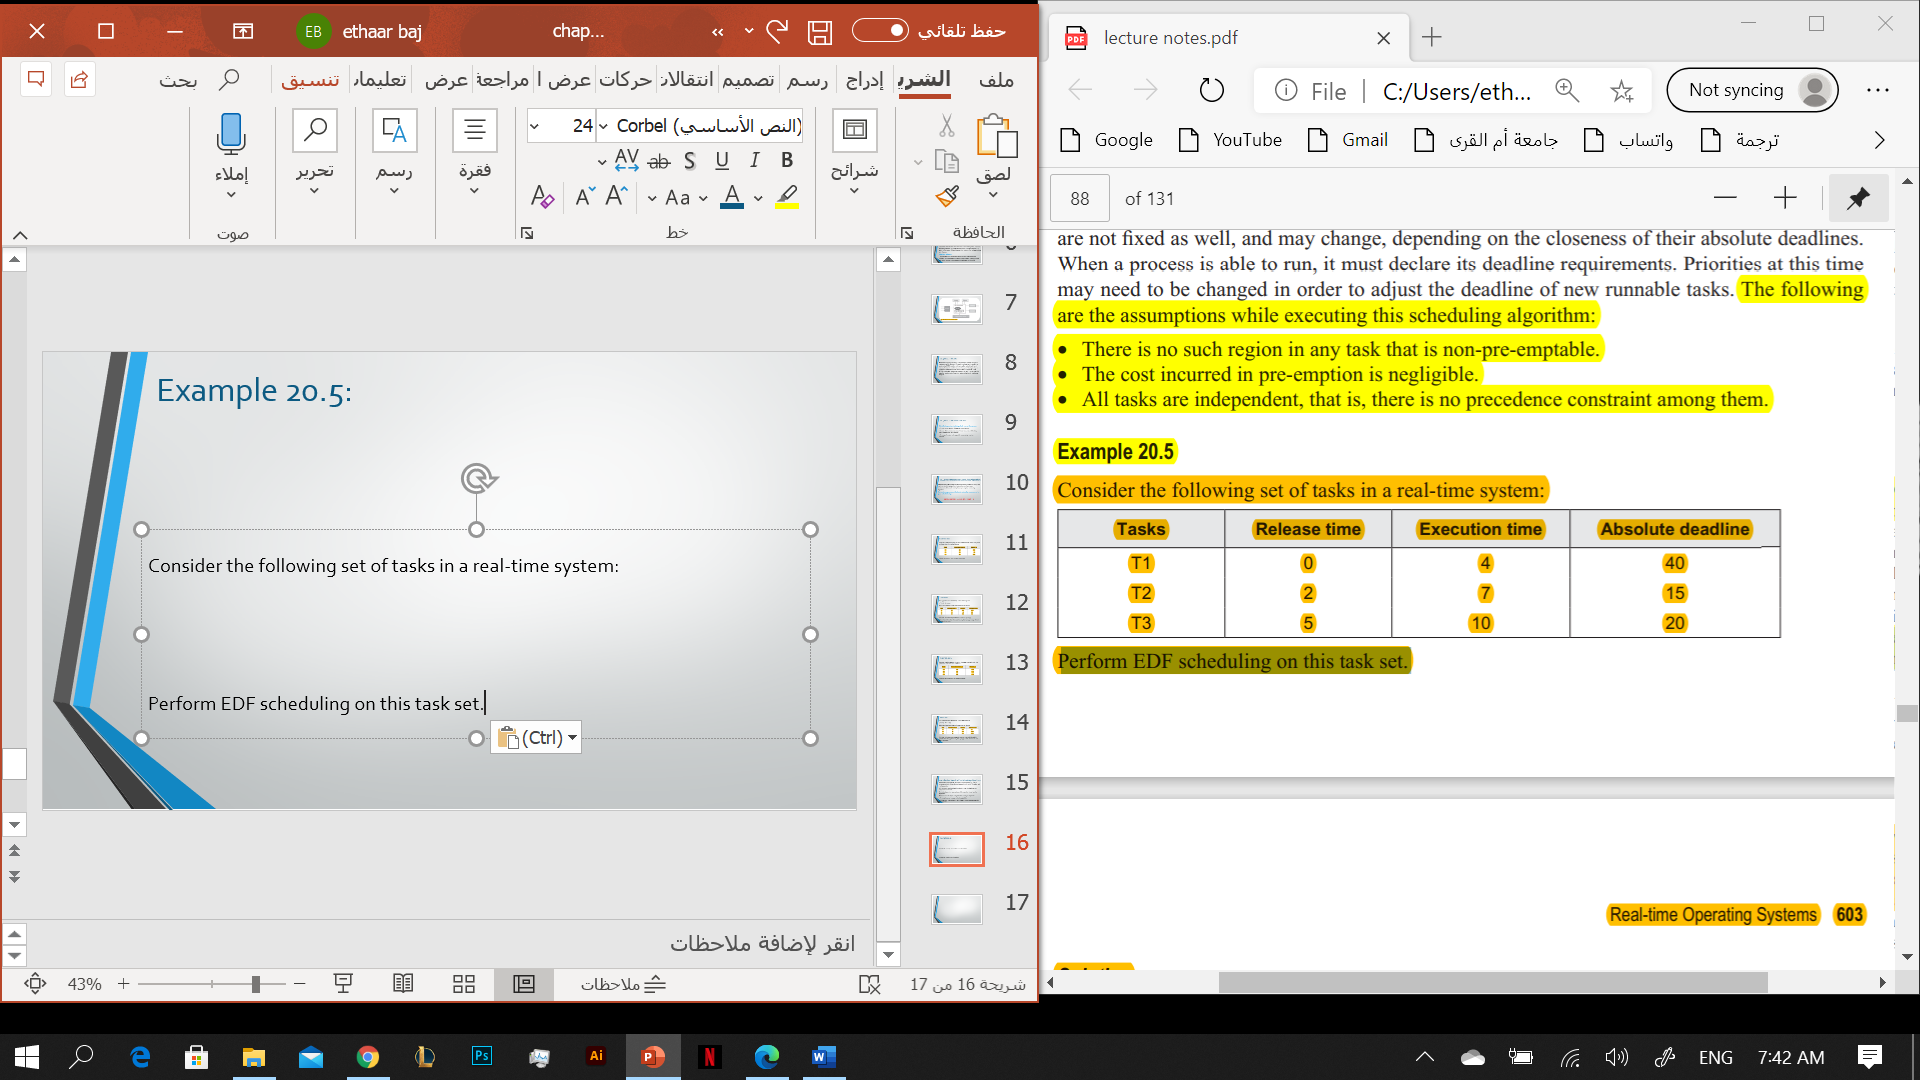 ethaar baj
EB
chap...
حفظ تلقائي
ملف
الشري
إدراج
رسم
تصميم
انتقالات
حركات
عرض ا
مراجعة
عرض
تعليمات
تنسيق
بحث
لصق
الحافظة
شرائح
Corbel (النص الأساسي)
24
B I U S ab AV
A Aa A A A
خط
فقرة
رسم
تحرير
إملاء
صوت
Example 20.5:
Consider the following set of tasks in a real-time system:
Perform EDF scheduling on this task set.
(Ctrl)
7
8
9
10
11
12
13
14
15
16
17
انقر لإضافة ملاحظات
شريحة 16 من 17
ملاحظات
43%
PDF
lecture notes.pdf
File
C:/Users/eth...
Not syncing
Google
YouTube
Gmail
جامعة أم القرى
واتساب
ترجمة
88 of 131
are not fixed as well, and may change, depending on the closeness of their absolute deadlines.
When a process is able to run, it must declare its deadline requirements. Priorities at this time
may need to be changed in order to adjust the deadline of new runnable tasks. The following
are the assumptions while executing this scheduling algorithm:
• There is no such region in any task that is non-pre-emptable.
• The cost incurred in pre-emption is negligible.
• All tasks are independent, that is, there is no precedence constraint among them.
Example 20.5
Consider the following set of tasks in a real-time system:
Tasks Release time Execution time Absolute deadline
T1 0 4 40
T2 2 7 15
T3 5 10 20
Perform EDF scheduling on this task set.
Real-time Operating Systems 603
Ps
Ai
P
N
W
ENG
7:42 AM